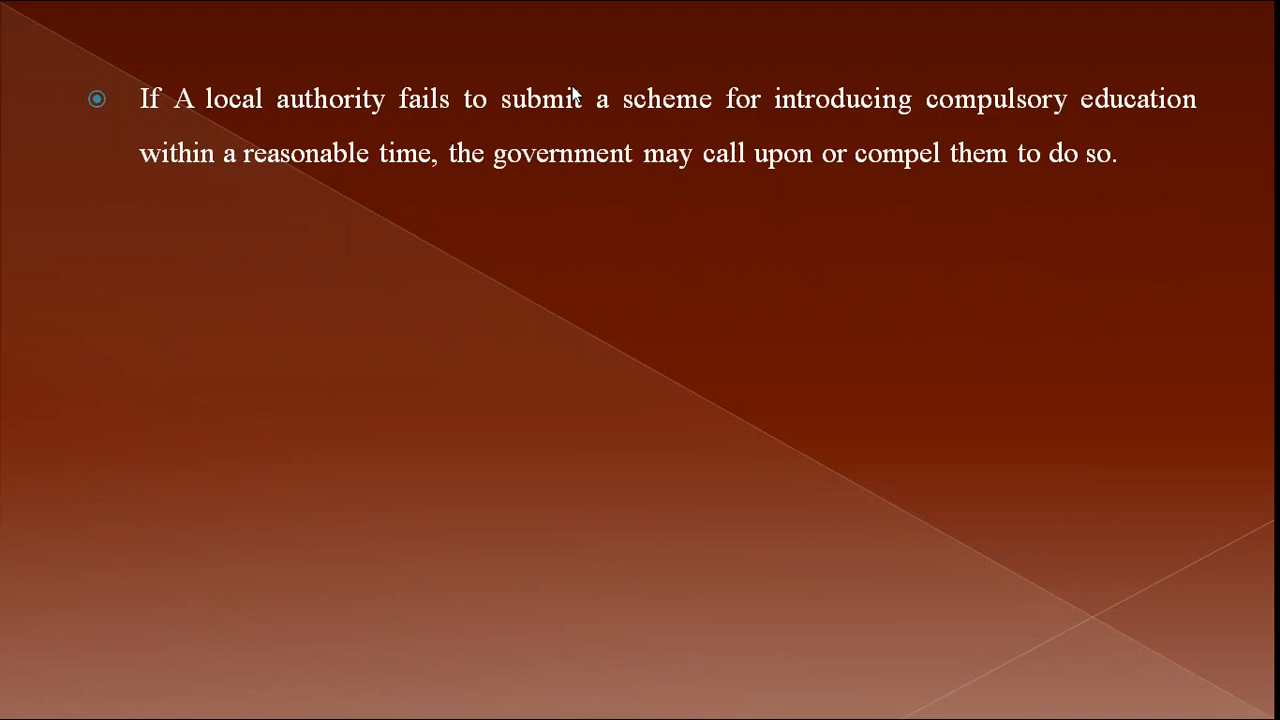 If A local authority fails to submit a scheme for introducing compulsory education
within a reasonable time, the government may call upon or compel them to do so.